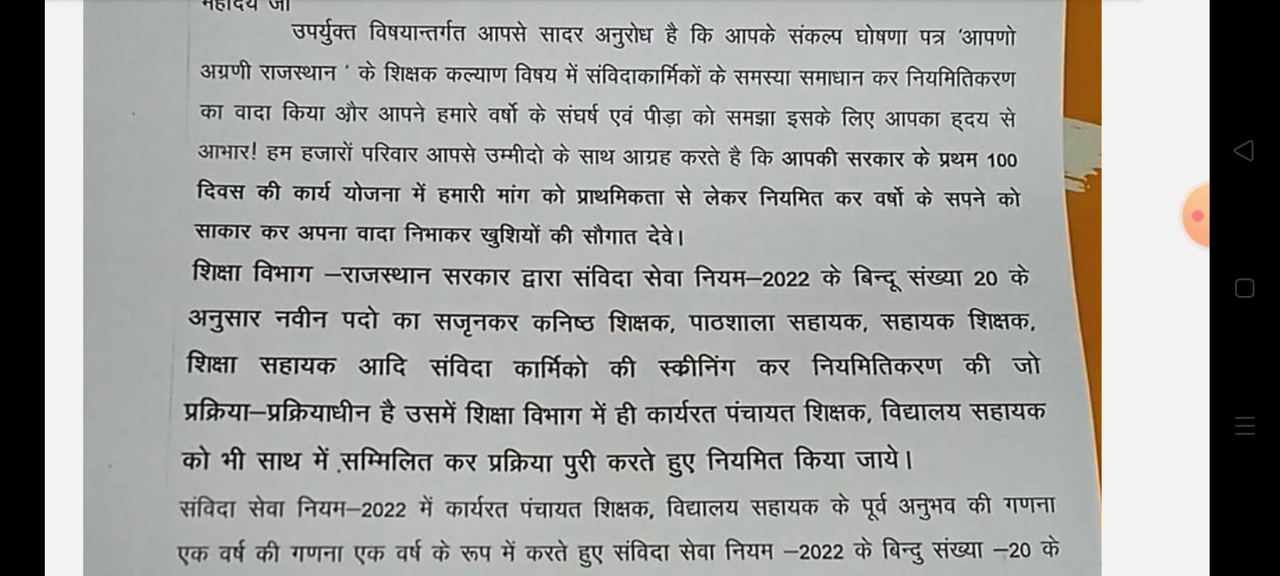 महोदय जी
उपर्युक्त विषयान्तर्गत आपसे सादर अनुरोध है कि आपके संकल्प घोषणा पत्र 'आपणो
अग्रणी राजस्थान ' के शिक्षक कल्याण विषय में संविदाकार्मिकों के समस्या समाधान कर नियमितिकरण
का वादा किया और आपने हमारे वर्षो के संघर्ष एवं पीड़ा को समझा इसके लिए आपका ह्दय से
आभार! हम हजारों परिवार आपसे उम्मीदो के साथ आग्रह करते है कि आपकी सरकार के प्रथम 100
दिवस की कार्य योजना में हमारी मांग को प्राथमिकता से लेकर नियमित कर वर्षो के सपने को
साकार कर अपना वादा निभाकर खुशियों की सौगात देवे।
शिक्षा विभाग –राजस्थान सरकार द्वारा संविदा सेवा नियम–2022 के बिन्दू संख्या 20 के
अनुसार नवीन पदो का सजृनकर कनिष्ठ शिक्षक, पाठशाला सहायक, सहायक शिक्षक,
शिक्षा सहायक आदि संविदा कार्मिको की स्क्रीनिंग कर नियमितिकरण की जो
प्रक्रिया–प्रक्रियाधीन है उसमें शिक्षा विभाग में ही कार्यरत पंचायत शिक्षक, विद्यालय सहायक
को भी साथ में सम्मिलित कर प्रक्रिया पुरी करते हुए नियमित किया जाये।
संविदा सेवा नियम–2022 में कार्यरत पंचायत शिक्षक, विद्यालय सहायक के पूर्व अनुभव की गणना
एक वर्ष की गणना एक वर्ष के रूप में करते हुए संविदा सेवा नियम –2022 के बिन्दु संख्या –20 के